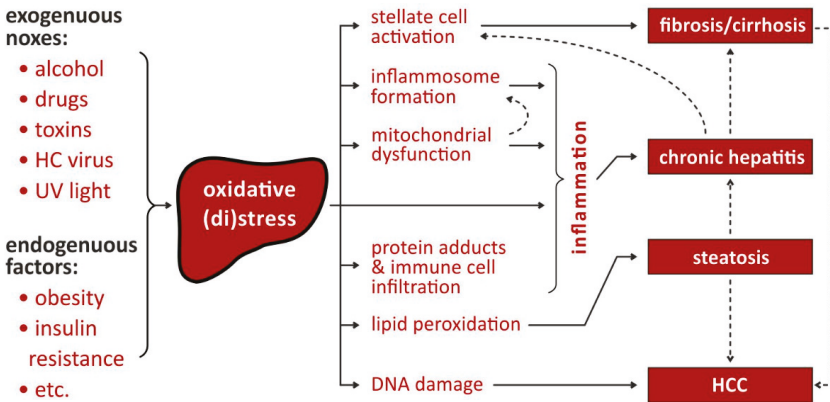 exogenuous
noxes:
• alcohol
• drugs
• toxins
• HC virus
• UV light
endogenuous
factors:
• obesity
• insulin
resistance
• etc.
oxidative
(di)stress
stellate cell
activation
inflammosome
formation
mitochondrial
dysfunction
protein adducts
& immune cell
infiltration
lipid peroxidation
DNA damage
inflammation
fibrosis/cirrhosis
chronic hepatitis
steatosis
HCC